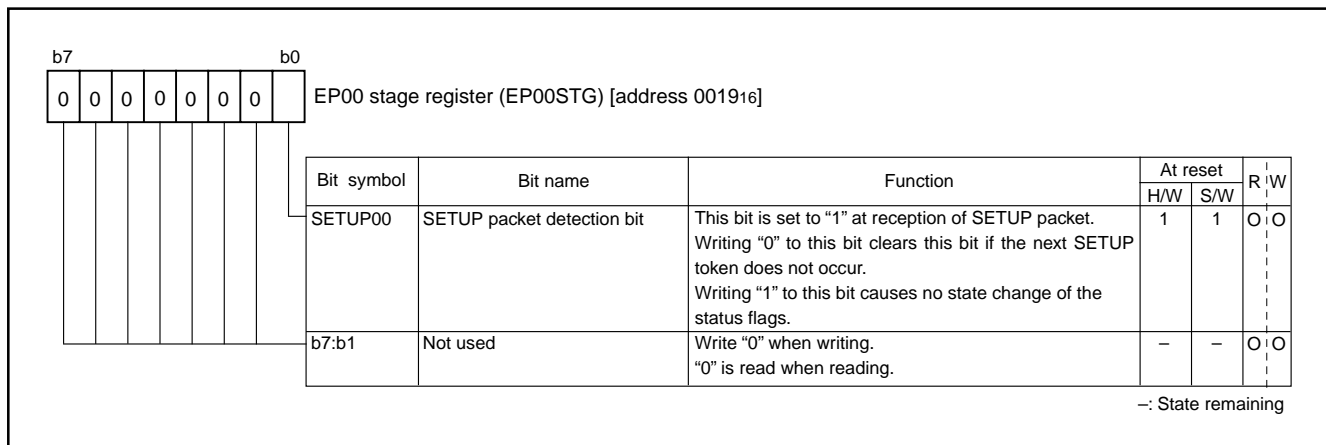 b7 b0
0 0 0 0 0 0 0 EP00 stage register (EP00STG) [address 001916]
Bit symbol Bit name Function At reset R W
H/W S/W
SETUP00 SETUP packet detection bit This bit is set to “1” at reception of SETUP packet. 1 1 O O
Writing “0” to this bit clears this bit if the next SETUP
token does not occur.
Writing “1” to this bit causes no state change of the
status flags.
b7:b1 Not used Write “0” when writing. – – O O
“0” is read when reading.
–: State remaining